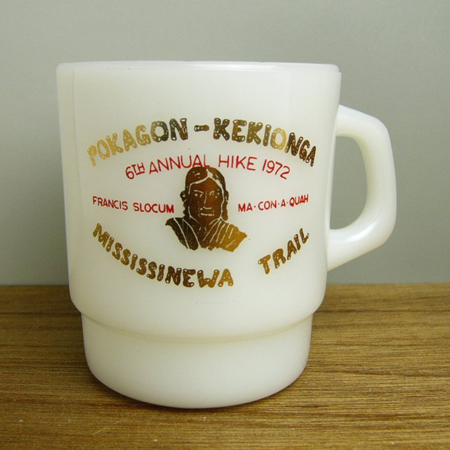 POKAGON-KEKIONGA
6TH ANNUAL HIKE 1972
FRANCIS SLOCUM MA·CON·A·QUAH
MISSISSINEWA TRAIL